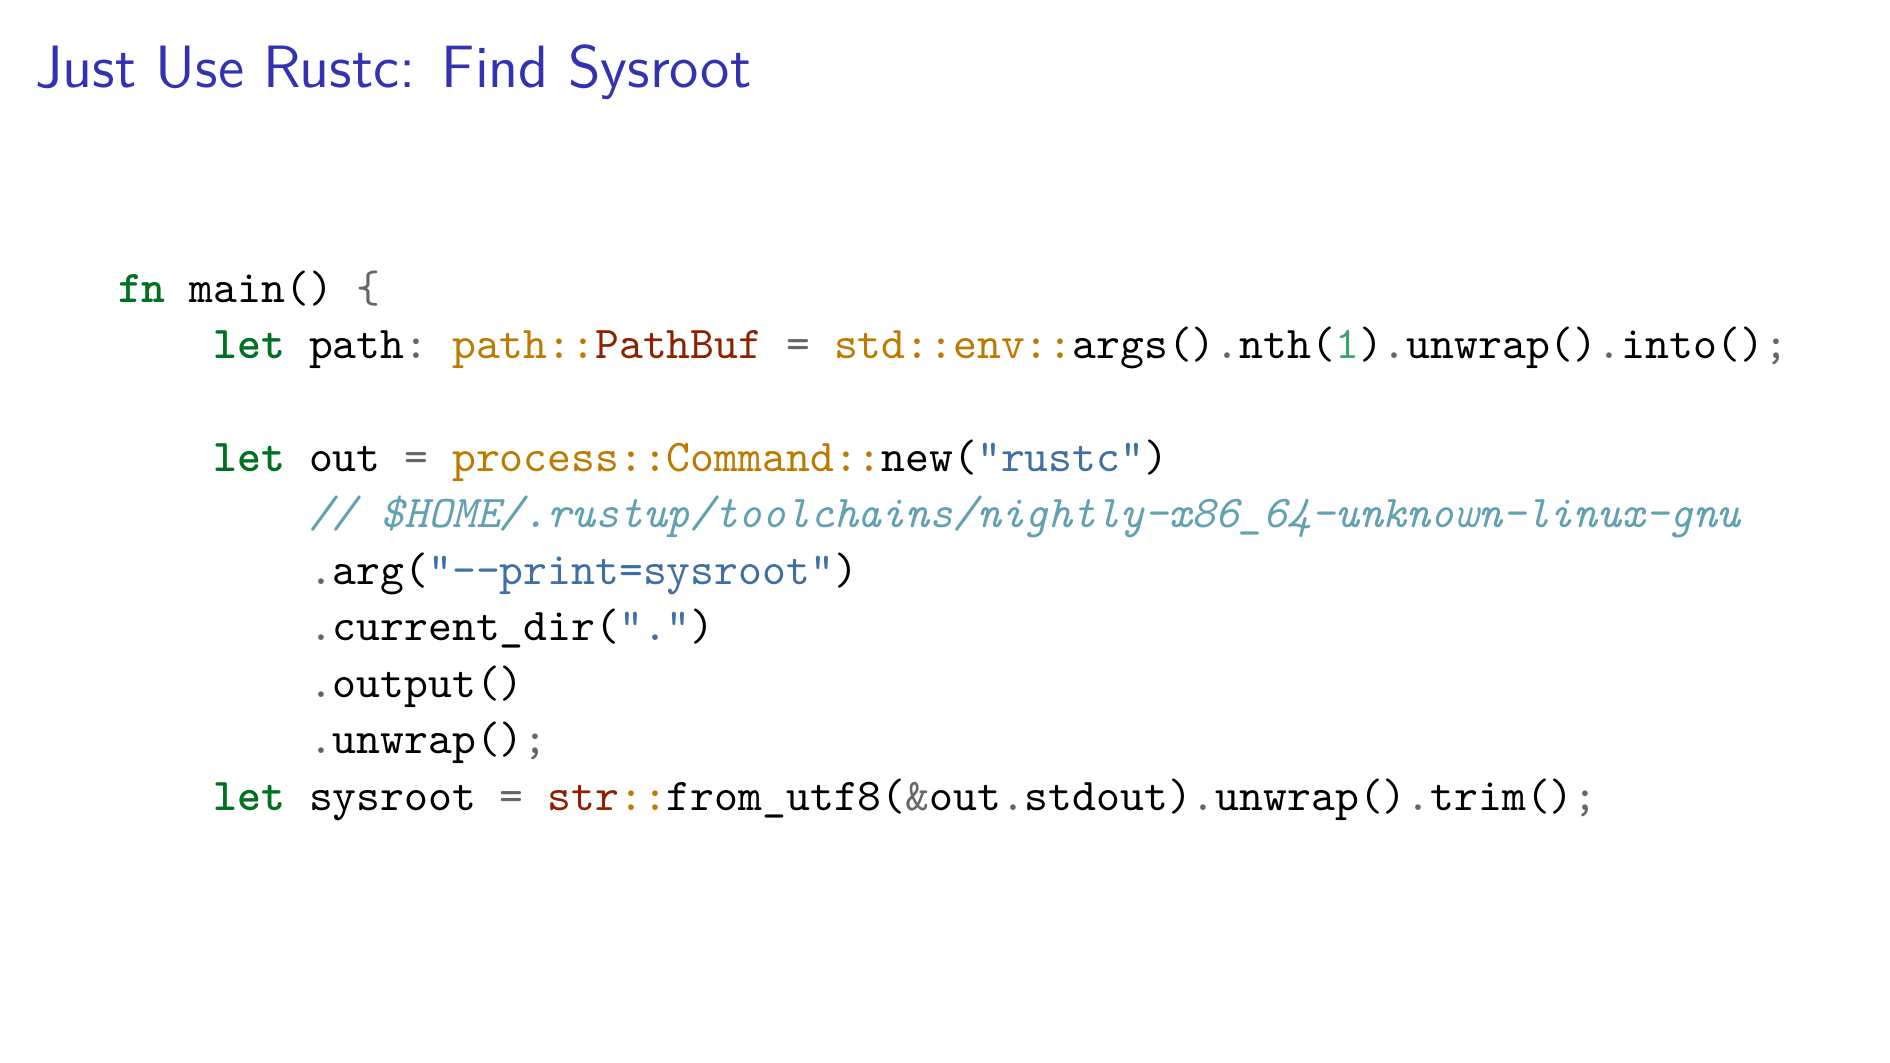 Just Use Rustc: Find Sysroot
fn main() {
    let path: path::PathBuf = std::env::args().nth(1).unwrap().into();

    let out = process::Command::new("rustc")
        // $HOME/.rustup/toolchains/nightly-x86_64-unknown-linux-gnu
        .arg("--print=sysroot")
        .current_dir(".")
        .output()
        .unwrap();
    let sysroot = str::from_utf8(&out.stdout).unwrap().trim();